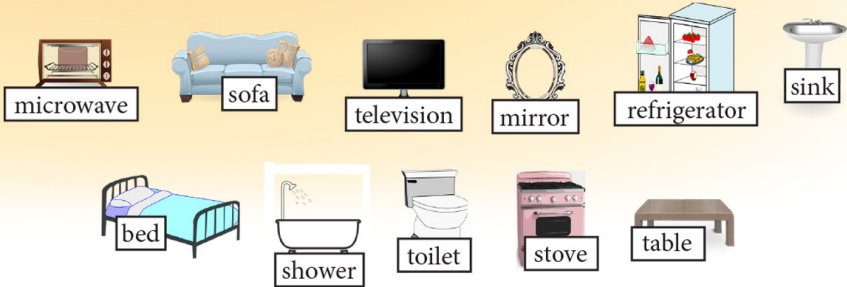 microwave
sofa
television
mirror
refrigerator
sink
bed
shower
toilet
stove
table